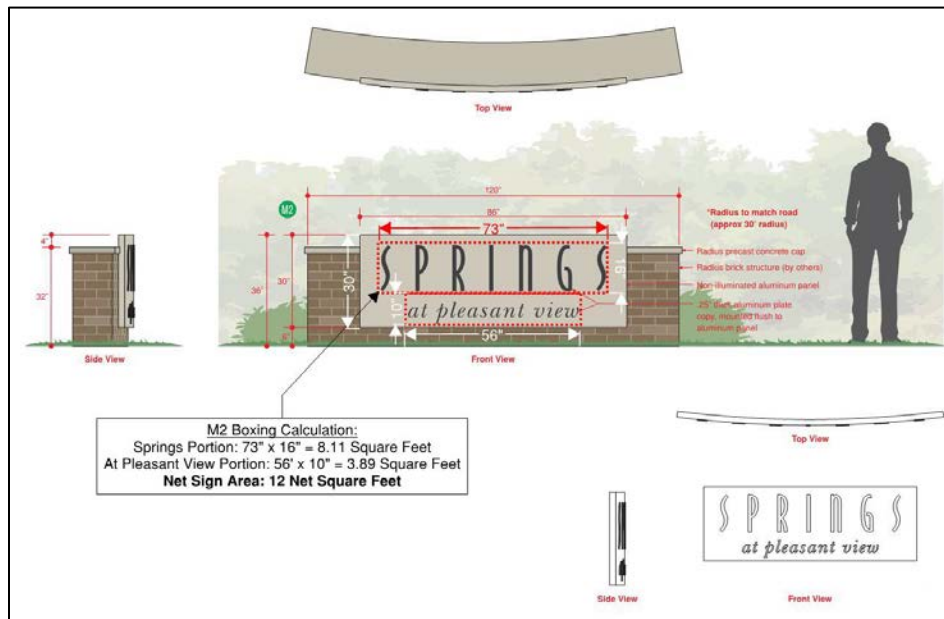 Top View
120"
M2
86"
73"
*Radius to match road
(approx 30' radius)
4"
Radius precast concrete cap
Radius brick structure (by others)
Non-illuminated aluminum panel
.25" thick aluminum plate
copy, mounted flush to
aluminum panel
32"
36"
30"
30"
SPRINGS
16"
10"
at pleasant view
6"
56"
Side View
Front View
M2 Boxing Calculation:
Springs Portion: 73" x 16" = 8.11 Square Feet
At Pleasant View Portion: 56' x 10" = 3.89 Square Feet
Net Sign Area: 12 Net Square Feet
Top View
SPRINGS
at pleasant view
Side View
Front View